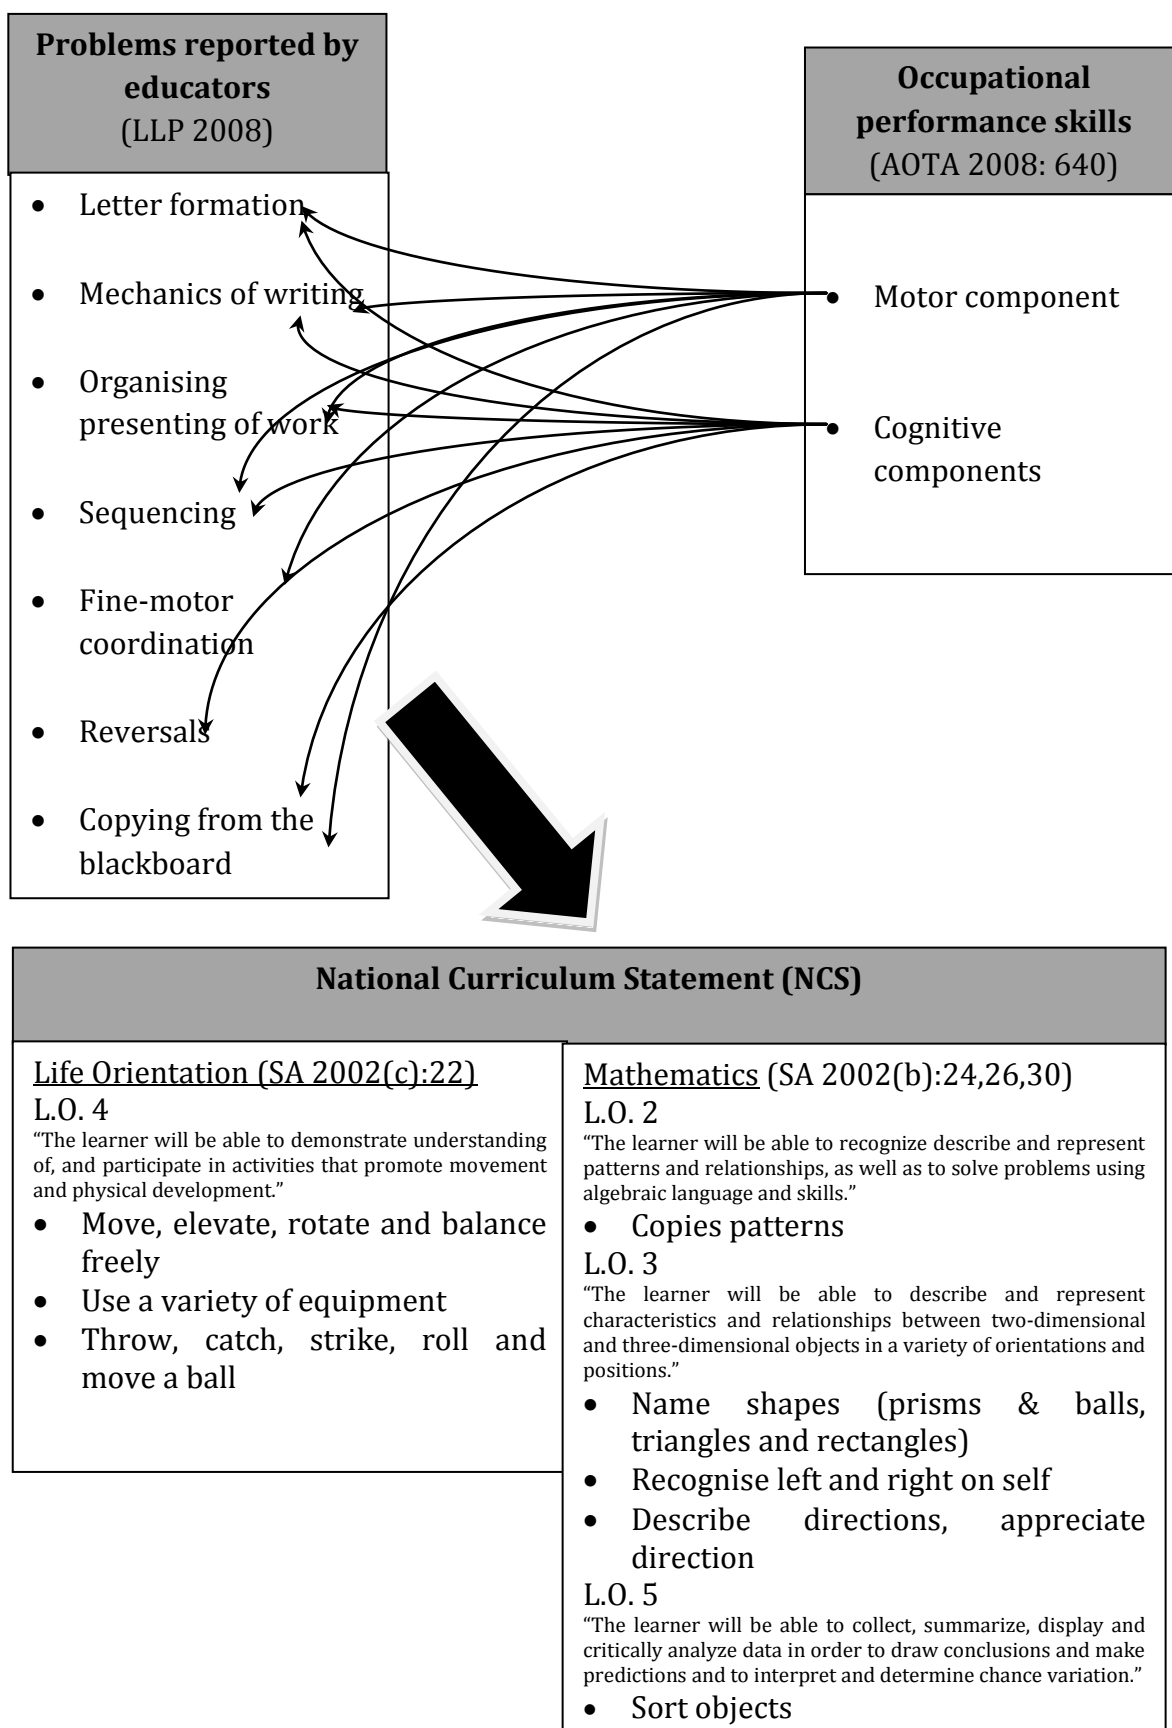 Problems reported by
educators
(LLP 2008)
• Letter formation
• Mechanics of writing
• Organising
presenting of work
• Sequencing
• Fine-motor
coordination
• Reversals
• Copying from the
blackboard
Occupational
performance skills
(AOTA 2008: 640)
• Motor component
• Cognitive
components
National Curriculum Statement (NCS)
Life Orientation (SA 2002(c):22)
L.O. 4
“The learner will be able to demonstrate understanding
of, and participate in activities that promote movement
and physical development.”
• Move, elevate, rotate and balance
freely
• Use a variety of equipment
• Throw, catch, strike, roll and
move a ball
Mathematics (SA 2002(b):24,26,30)
L.O. 2
“The learner will be able to recognize describe and represent
patterns and relationships, as well as to solve problems using
algebraic language and skills.”
• Copies patterns
L.O. 3
“The learner will be able to describe and represent
characteristics and relationships between two-dimensional
and three-dimensional objects in a variety of orientations and
positions.”
• Name shapes (prisms & balls,
triangles and rectangles)
• Recognise left and right on self
• Describe directions, appreciate
direction
L.O. 5
“The learner will be able to collect, summarize, display and
critically analyze data in order to draw conclusions and make
predictions and to interpret and determine chance variation.”
• Sort objects